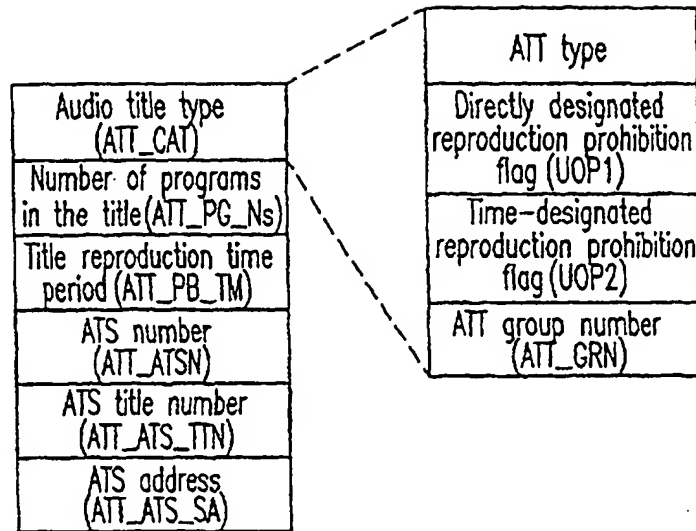 Audio title type
(ATT_CAT)
Number of programs
in the title(ATT_PG_Ns)
Title reproduction time
period(ATT_PB_TM)
ATS number
(ATT_ATSN)
ATS title number
(ATT_ATS_TTN)
ATS address
(ATT_ATS_SA)
ATT type
Directly designated
reproduction prohibition
flag(UOP1)
Time-designated
reproduction prohibition
flag(UOP2)
ATT group number
(ATT_GRN)